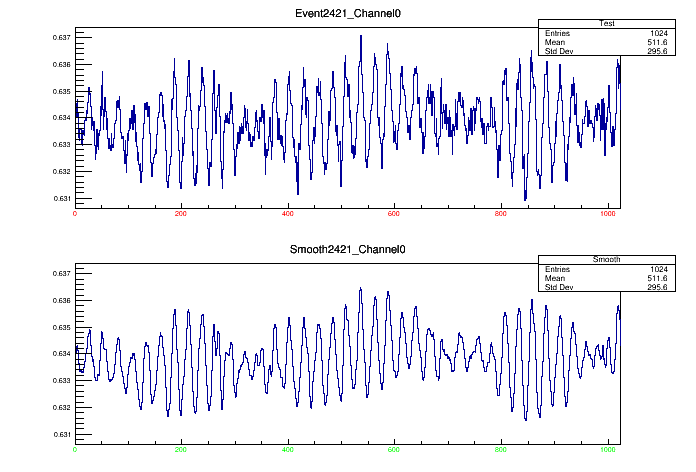 Event2421_Channel0
Test
Entries 1024
Mean 511.6
Std Dev 295.6
0.637
0.636
0.635
0.634
0.633
0.632
0.631
0 200 400 600 800 1000
Smooth2421_Channel0
Smooth
Entries 1024
Mean 511.6
Std Dev 295.6
0.637
0.636
0.635
0.634
0.633
0.632
0.631
0 200 400 600 800 1000